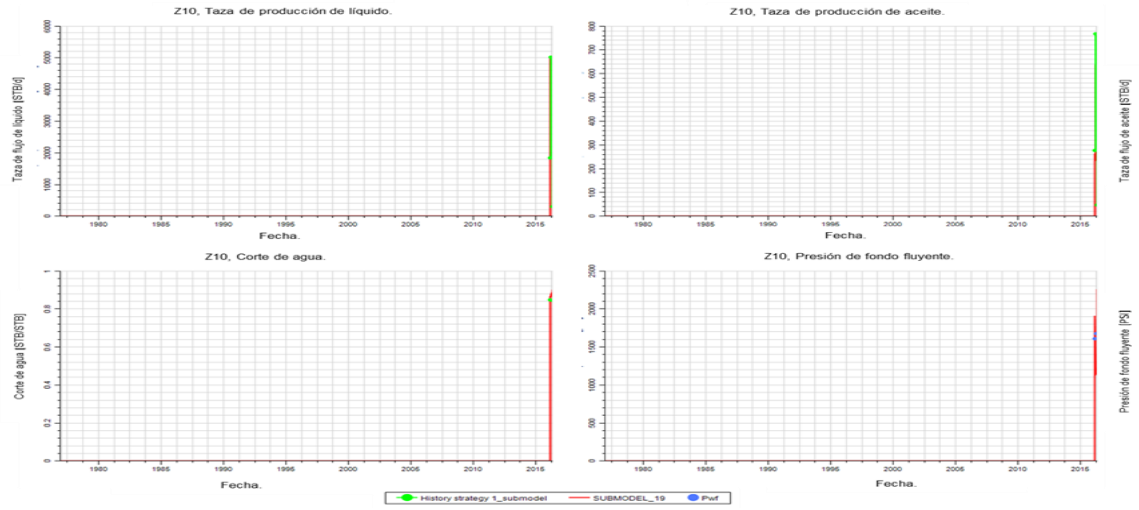 Z10, Taza de producción de líquido.
Taza de flujo de líquido [STB/d]
6000
5000
4000
3000
2000
1000
0
1980 1985 1990 1995 2000 2005 2010 2015
Fecha.
Z10, Taza de producción de aceite.
800
700
600
500
400
300
200
100
0
1980 1985 1990 1995 2000 2005 2010 2015
Fecha.
Taza de flujo de aceite [STB/d]
Z10, Corte de agua.
Corte de agua [STB/STB]
1
0.8
0.6
0.4
0.2
0
1980 1985 1990 1995 2000 2005 2010 2015
Fecha.
Z10, Presión de fondo fluyente.
2500
2000
1500
1000
500
0
1980 1985 1990 1995 2000 2005 2010 2015
Fecha.
Presión de fondo fluyente [PSI]
History strategy 1_submodel SUBMODEL_19 Pwf